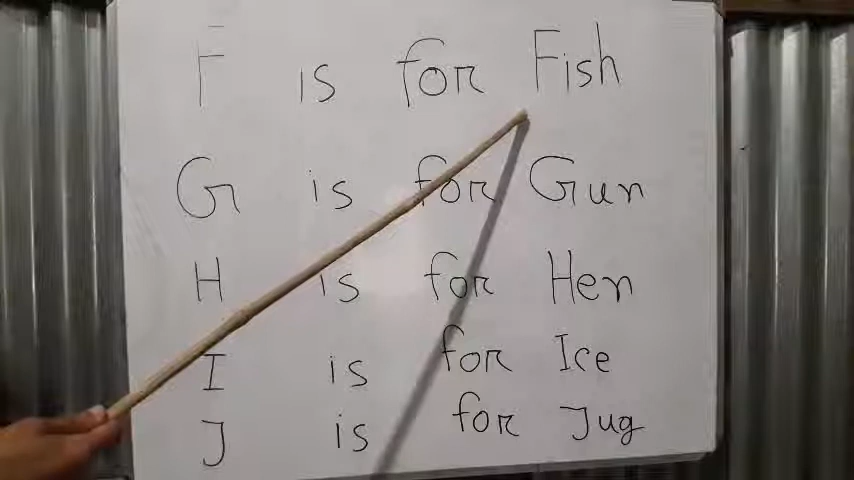 F is for Fish
G is for Gun
H is for Hen
I is for Ice
J is for Jug